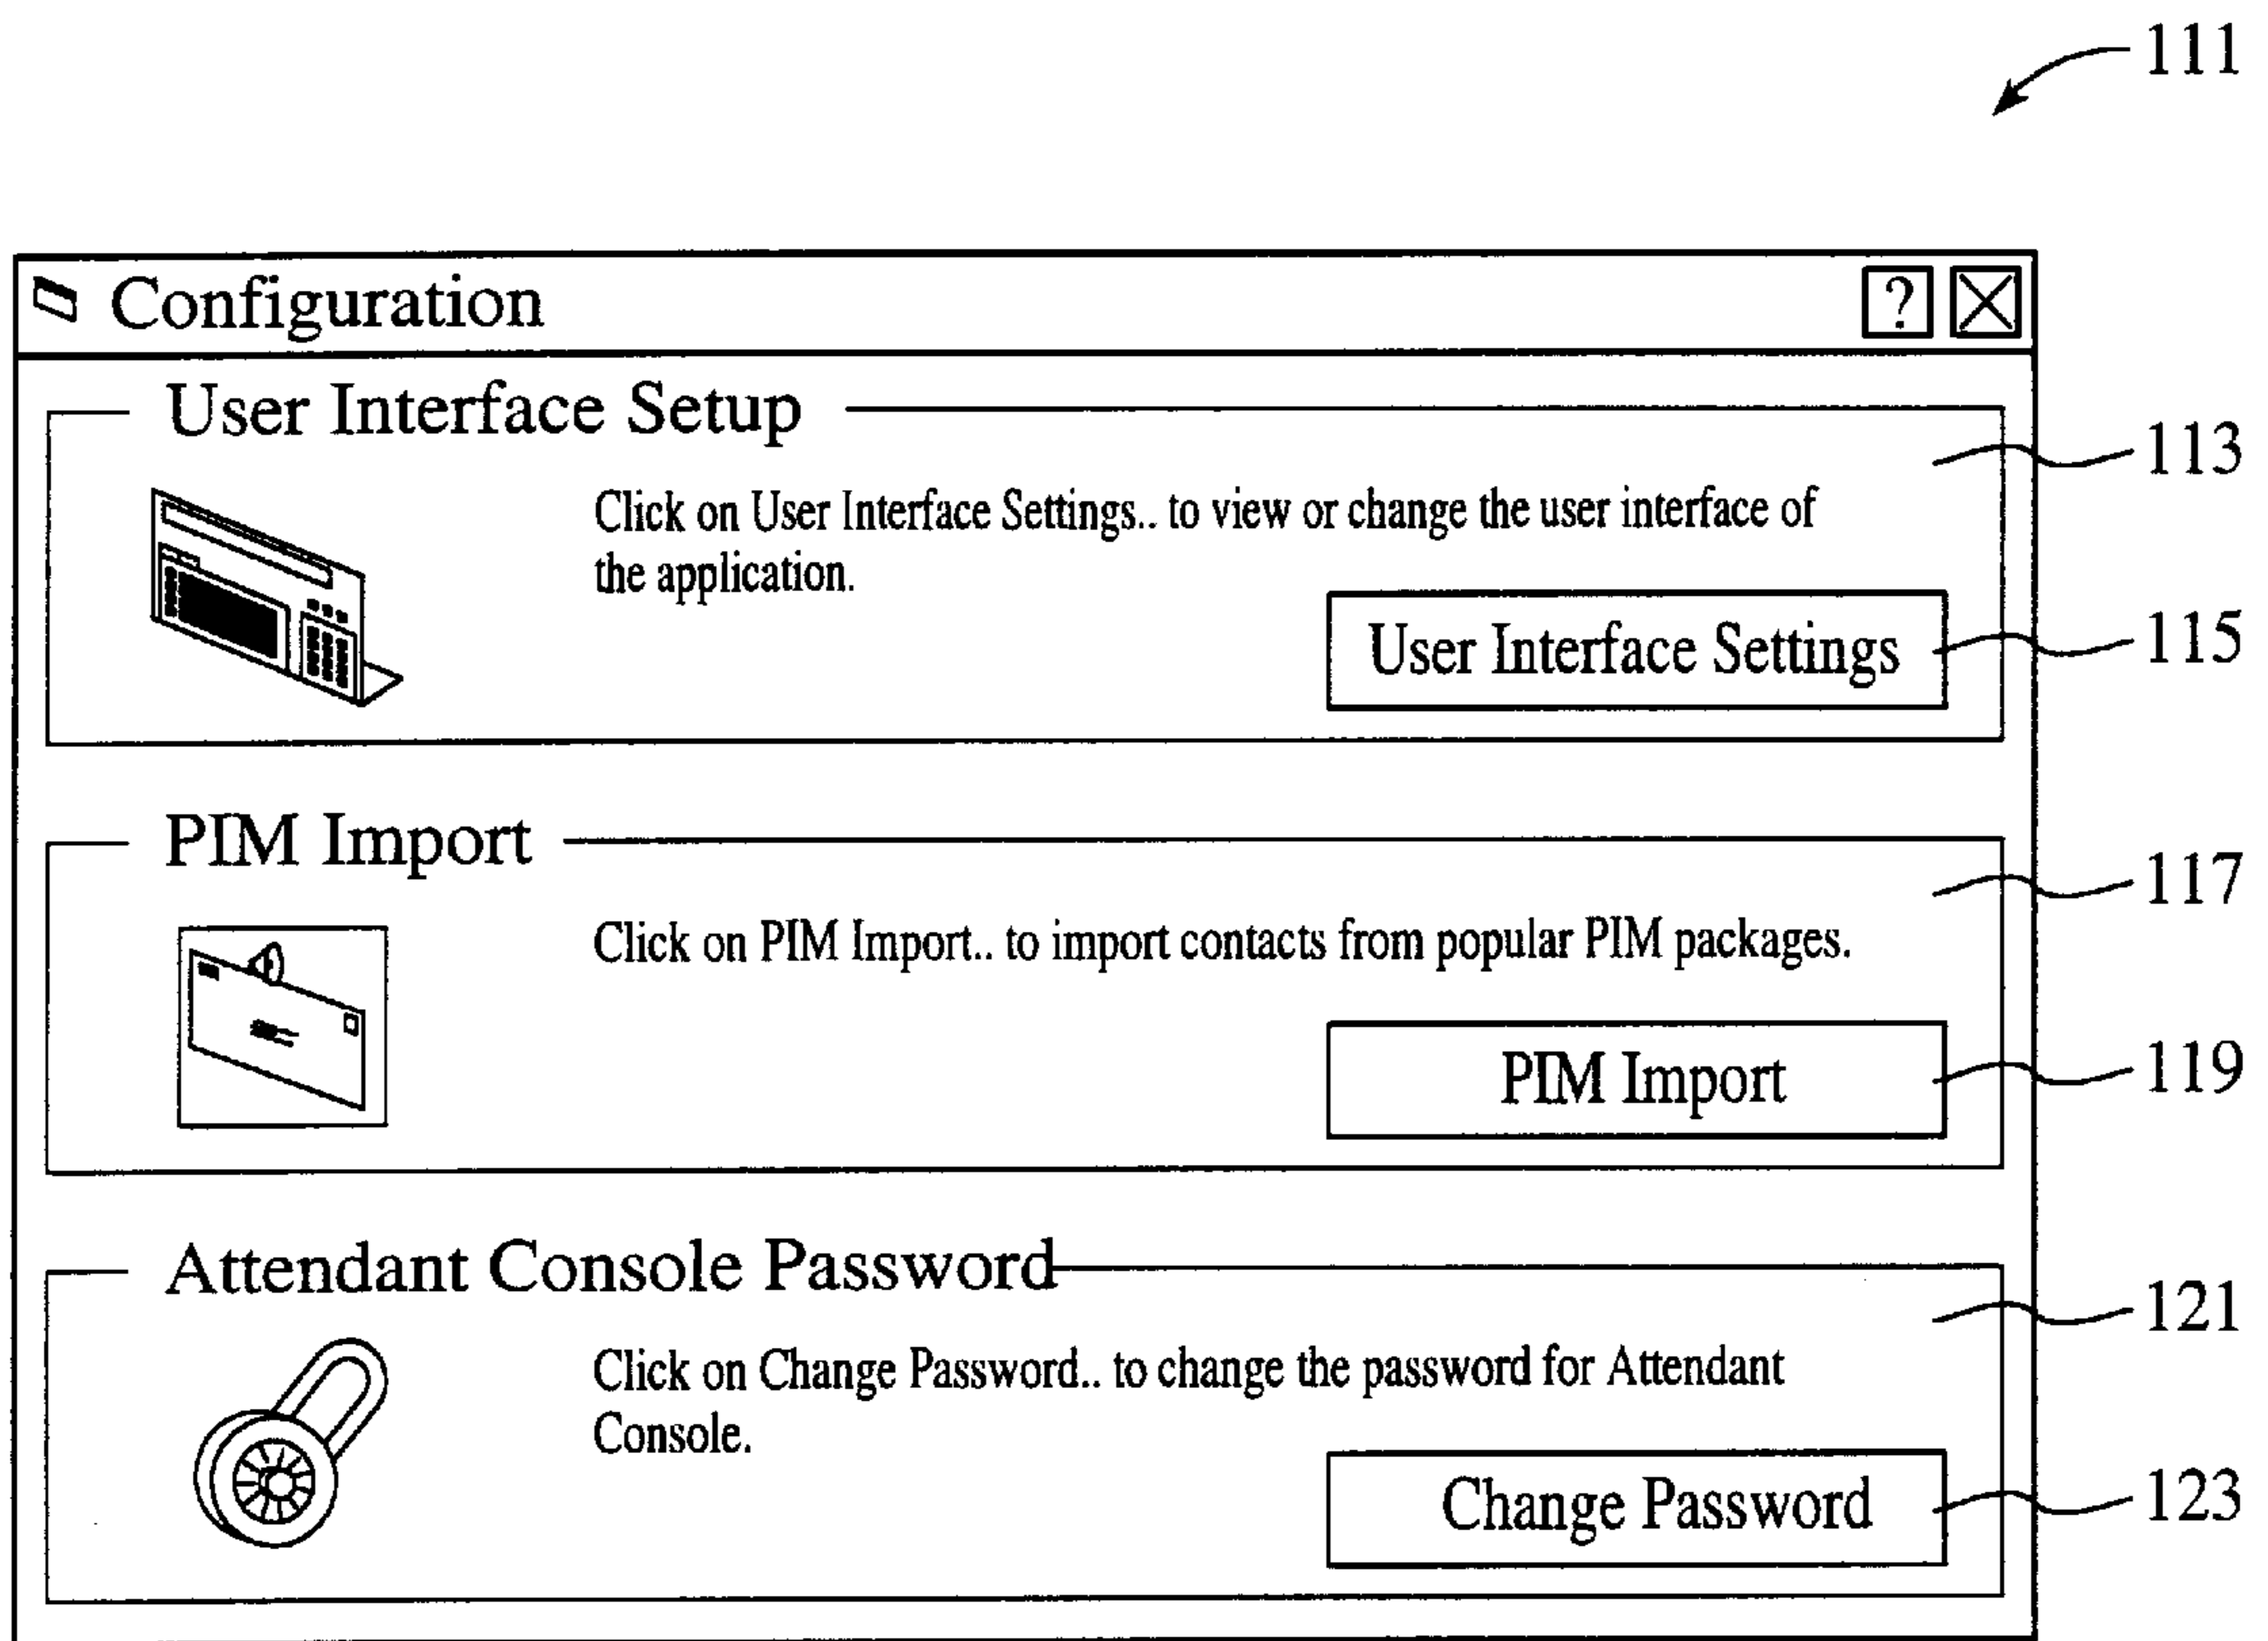 111
Configuration ?
User Interface Setup
113
Click on User Interface Settings.. to view or change the user interface of
the application.
User Interface Settings
115
PIM Import
117
Click on PIM Import.. to import contacts from popular PIM packages.
PIM Import
119
Attendant Console Password
121
Click on Change Password.. to change the password for Attendant
Console.
Change Password
123